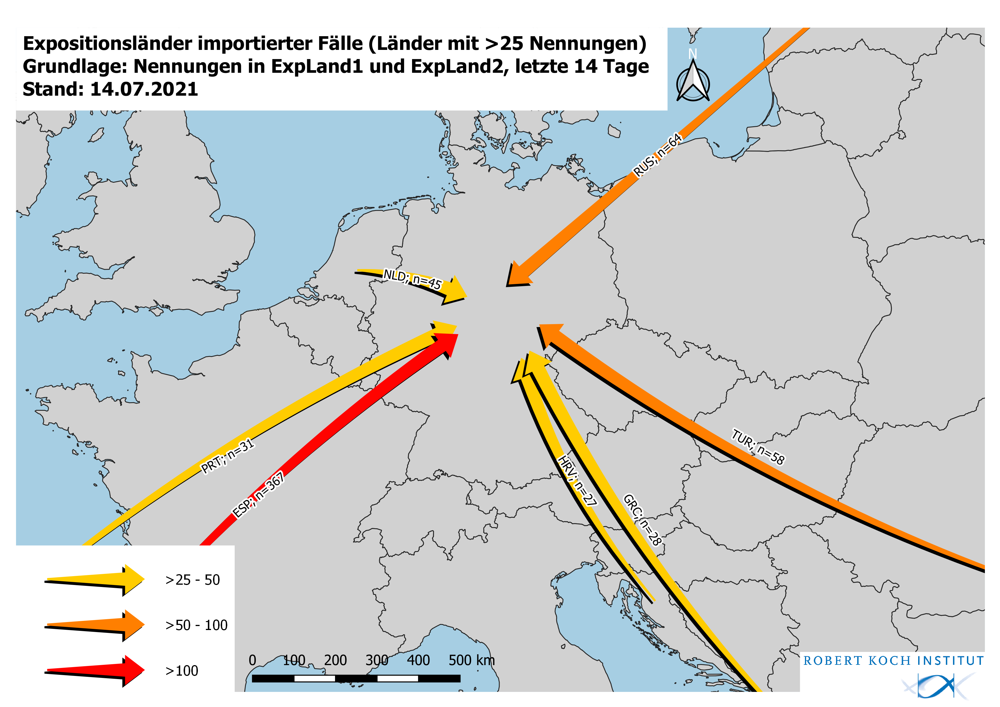 Expositionsländer importierter Fälle (Länder mit >25 Nennungen)
Grundlage: Nennungen in ExpLand1 und ExpLand2, letzte 14 Tage
Stand: 14.07.2021
N
RUS; n=64
NLD; n=45
PRT; n=31
ESP; n=367
HRV; n=27
GRC; n=28
TUR; n=58
>25 - 50
>50 - 100
>100
0 100 200 300 400 500 km
ROBERT KOCH INSTITUT